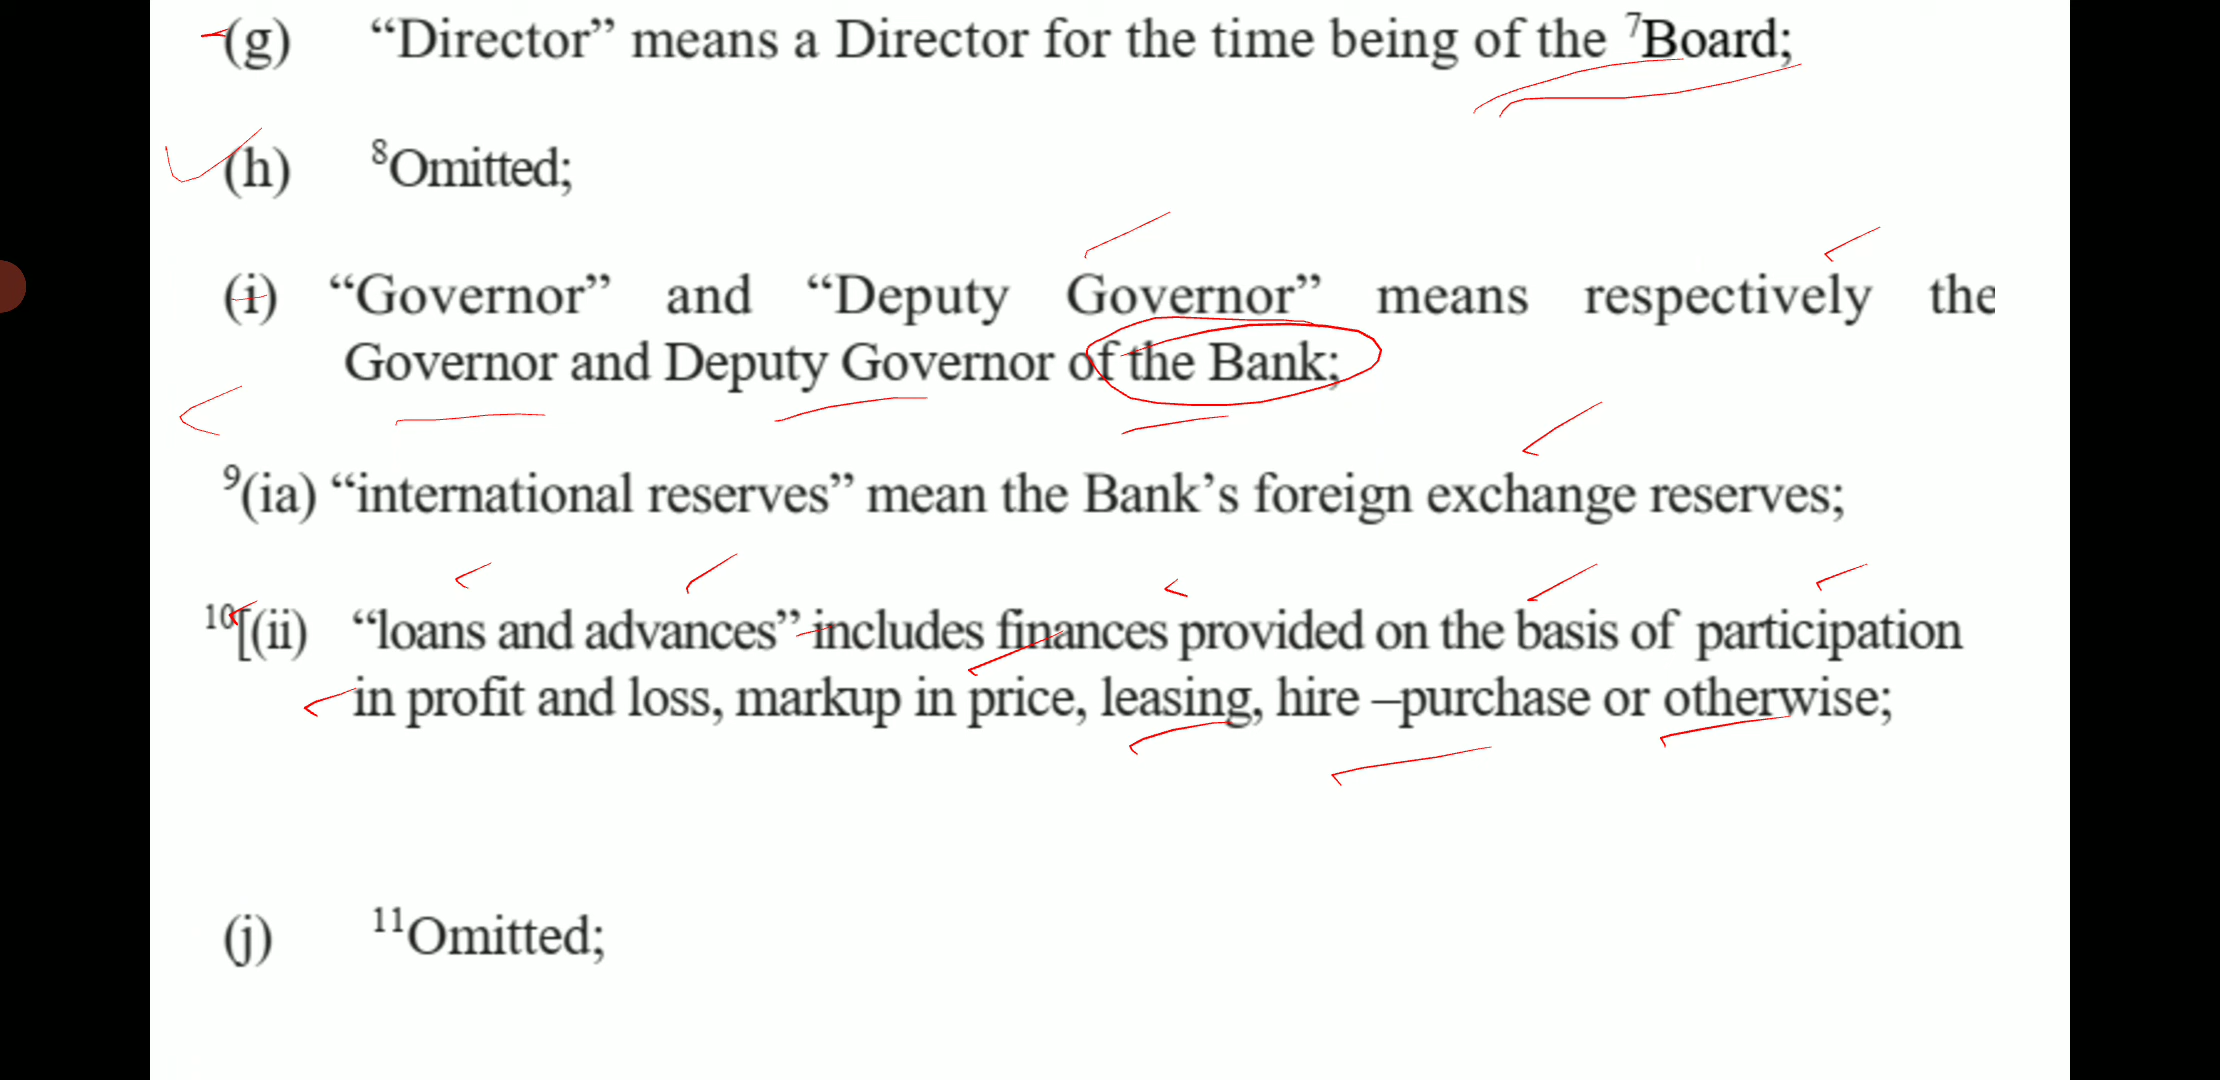 (g) “Director” means a Director for the time being of the ⁷Board;
(h) ⁸Omitted;
(i) “Governor” and “Deputy Governor” means respectively the
Governor and Deputy Governor of the Bank;
⁹(ia) “international reserves” mean the Bank’s foreign exchange reserves;
¹⁰[(ii) “loans and advances” includes finances provided on the basis of participation
in profit and loss, markup in price, leasing, hire –purchase or otherwise;
(j) ¹¹Omitted;